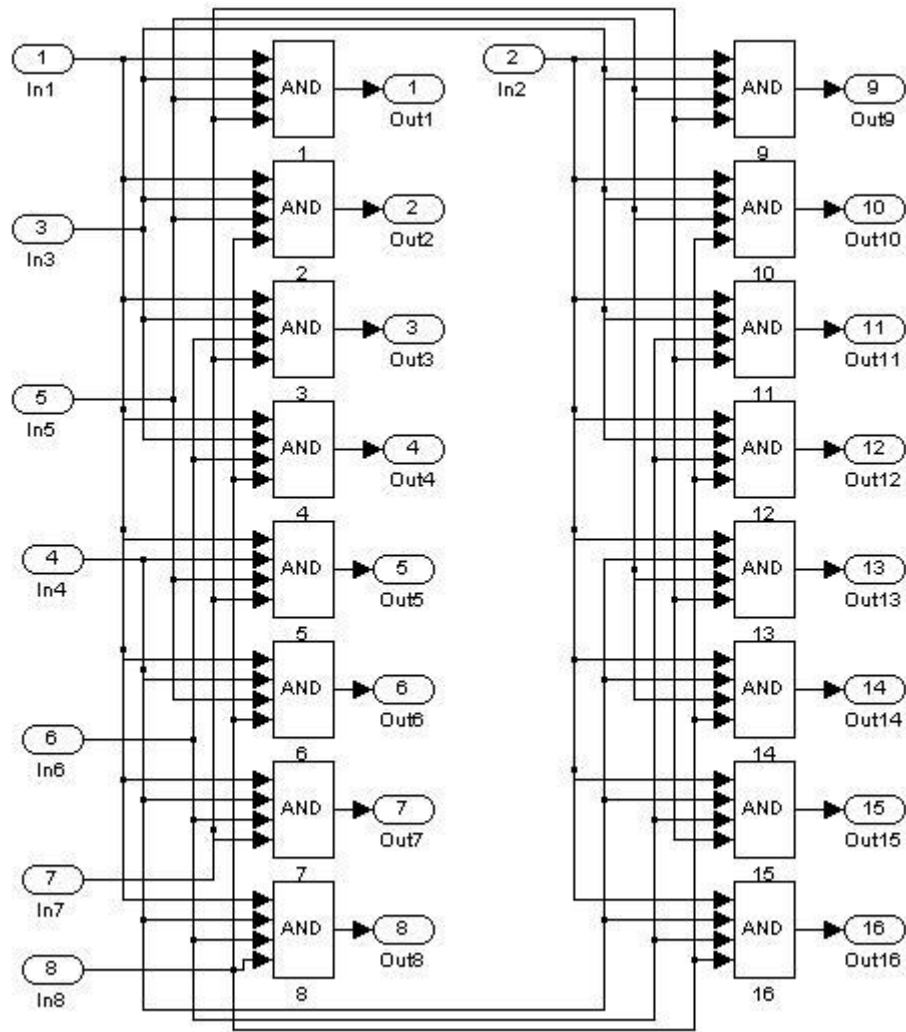 1
In1
AND
1
1
Out1
2
In2
AND
9
9
Out9
3
In3
AND
2
2
Out2
AND
10
10
Out10
AND
3
3
Out3
AND
11
11
Out11
5
In5
AND
4
4
Out4
AND
12
12
Out12
4
In4
AND
5
5
Out5
AND
13
13
Out13
6
In6
AND
6
6
Out6
AND
14
14
Out14
7
In7
AND
7
7
Out7
AND
15
15
Out15
8
In8
AND
8
8
Out8
AND
16
16
Out16